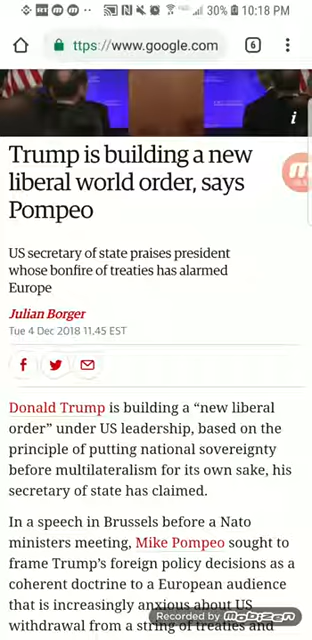 30% 10:18 PM
ttps://www.google.com 6
i
Trump is building a new
liberal world order, says
Pompeo
US secretary of state praises president
whose bonfire of treaties has alarmed
Europe
Julian Borger
Tue 4 Dec 2018 11.45 EST
Donald Trump is building a “new liberal
order” under US leadership, based on the
principle of putting national sovereignty
before multilateralism for its own sake, his
secretary of state has claimed.
In a speech in Brussels before a Nato
ministers meeting, Mike Pompeo sought to
frame Trump’s foreign policy decisions as a
coherent doctrine to a European audience
that is increasingly anxious about US
Recorded by mobizen
withdrawal from a string of treaties and